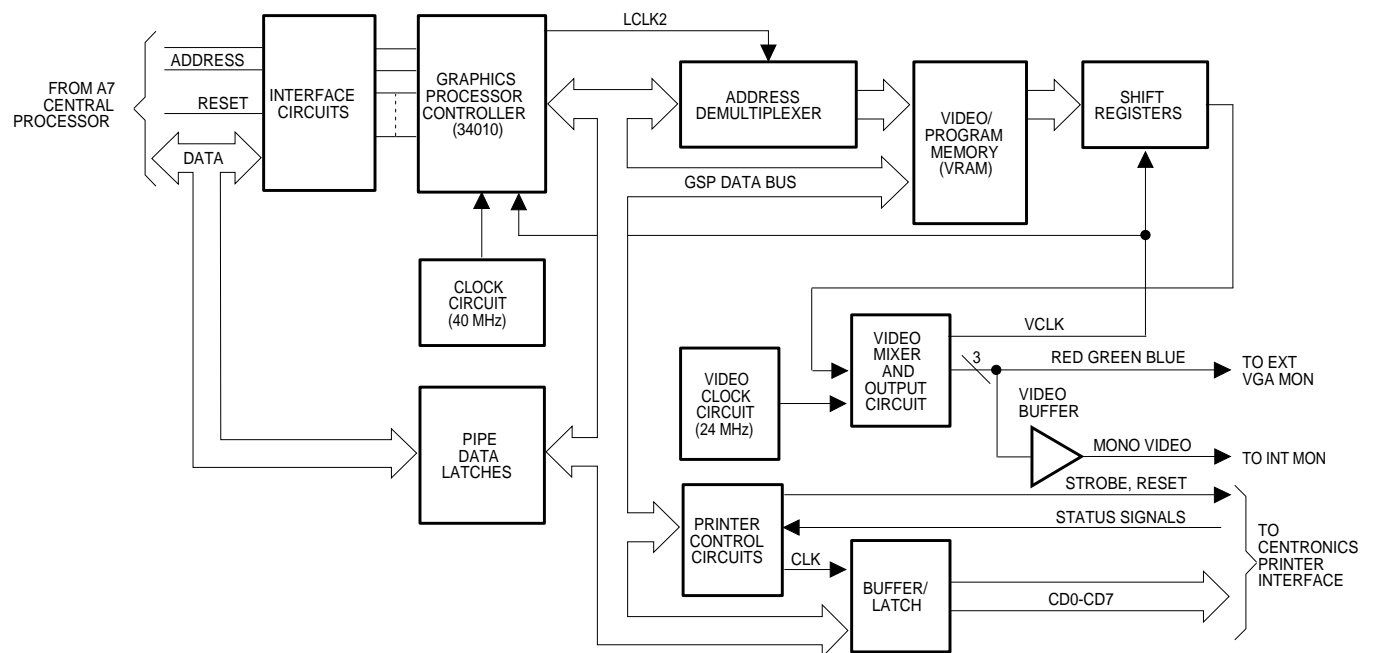 FROM A7
CENTRAL
PROCESSOR
ADDRESS
RESET
DATA
INTERFACE
CIRCUITS
GRAPHICS
PROCESSOR
CONTROLLER
(34010)
LCLK2
ADDRESS
DEMULTIPLEXER
VIDEO/
PROGRAM
MEMORY
(VRAM)
SHIFT
REGISTERS
GSP DATA BUS
CLOCK
CIRCUIT
(40 MHz)
VIDEO
CLOCK
CIRCUIT
(24 MHz)
VIDEO
MIXER
AND
OUTPUT
CIRCUIT
VCLK
3
RED GREEN BLUE
TO EXT
VGA MON
VIDEO
BUFFER
MONO VIDEO
TO INT MON
PIPE
DATA
LATCHES
PRINTER
CONTROL
CIRCUITS
STROBE, RESET
STATUS SIGNALS
CLK
BUFFER/
LATCH
CD0-CD7
TO
CENTRONICS
PRINTER
INTERFACE